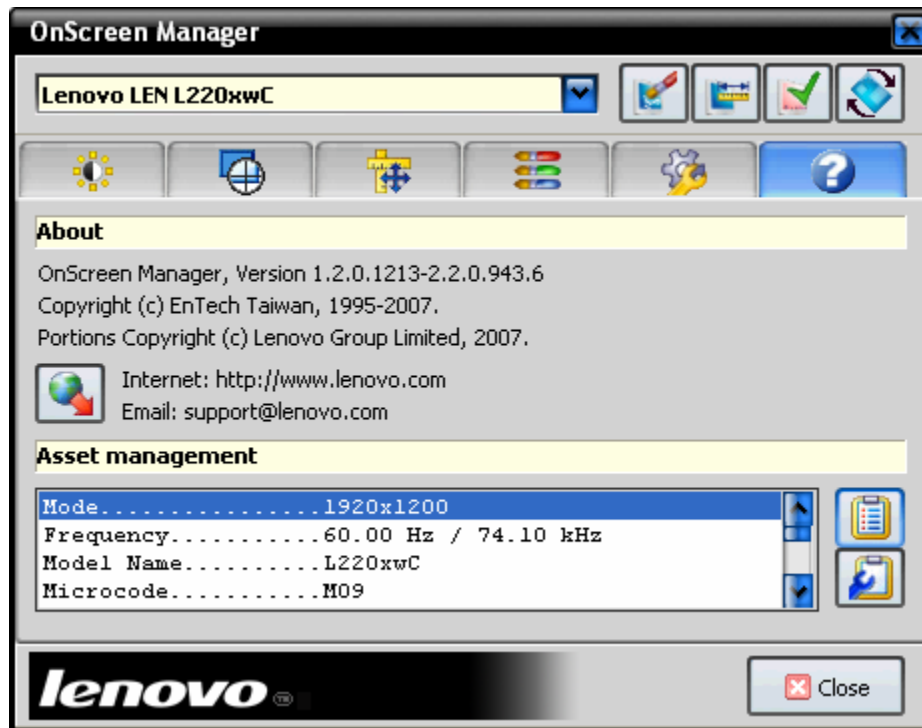 OnScreen Manager
Lenovo LEN L220xwC
?
About
OnScreen Manager, Version 1.2.0.1213-2.2.0.943.6
Copyright (c) EnTech Taiwan, 1995-2007.
Portions Copyright (c) Lenovo Group Limited, 2007.
Internet: http://www.lenovo.com
Email: support@lenovo.com
Asset management
Mode.................1920x1200
Frequency...........60.00 Hz / 74.10 kHz
Model Name..........L220xwC
Microcode...........M09
lenovo TM
Close